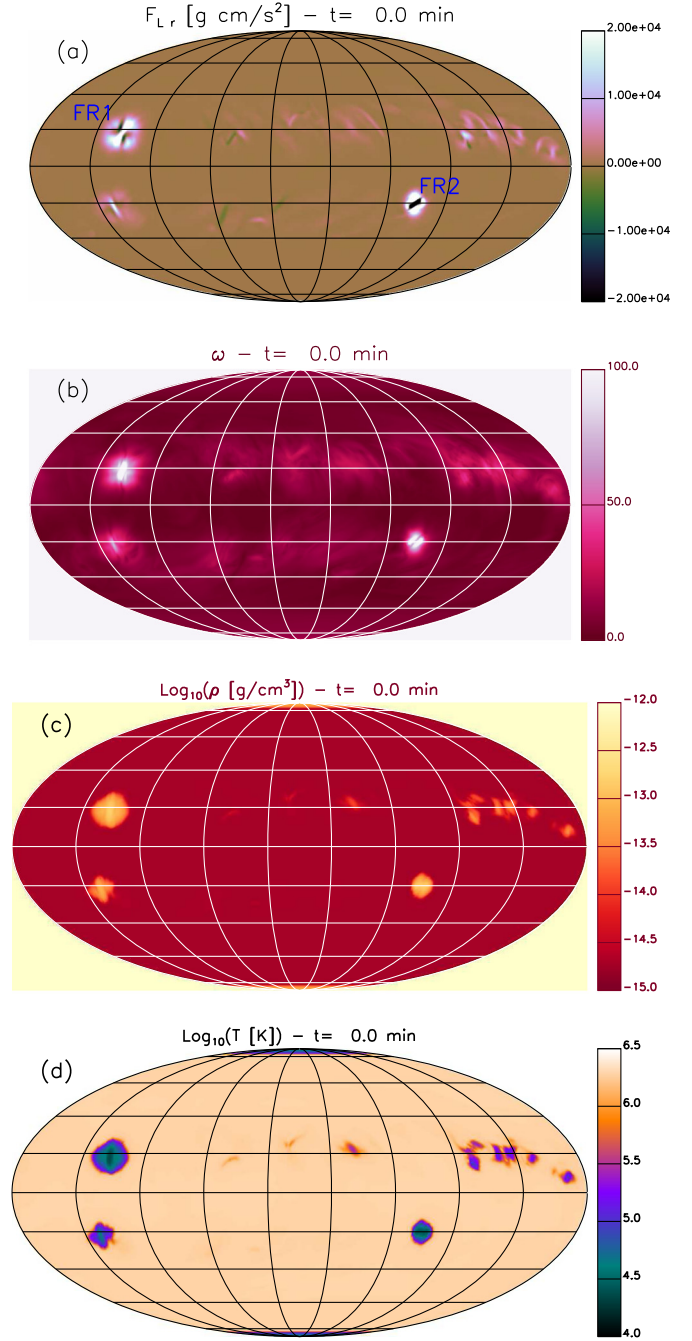 F_{L r} [g cm/s²] − t= 0.0 min
(a)
FR1
FR2
2.00e+04
1.00e+04
0.00e+00
−1.00e+04
−2.00e+04
ω − t= 0.0 min
(b)
100.0
50.0
0.0
Log₁₀(ρ [g/cm³]) − t= 0.0 min
(c)
−12.0
−12.5
−13.0
−13.5
−14.0
−14.5
−15.0
Log₁₀(T [K]) − t= 0.0 min
(d)
6.5
6.0
5.5
5.0
4.5
4.0